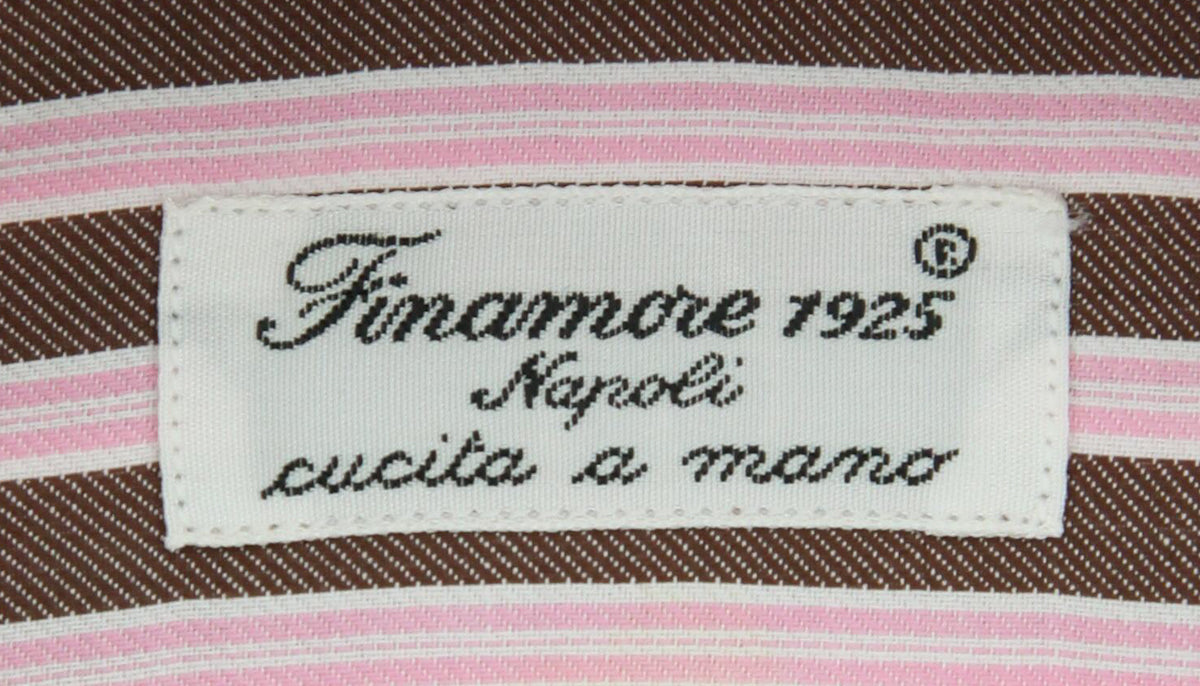 Finamore 1925®
Napoli
cucita a mano